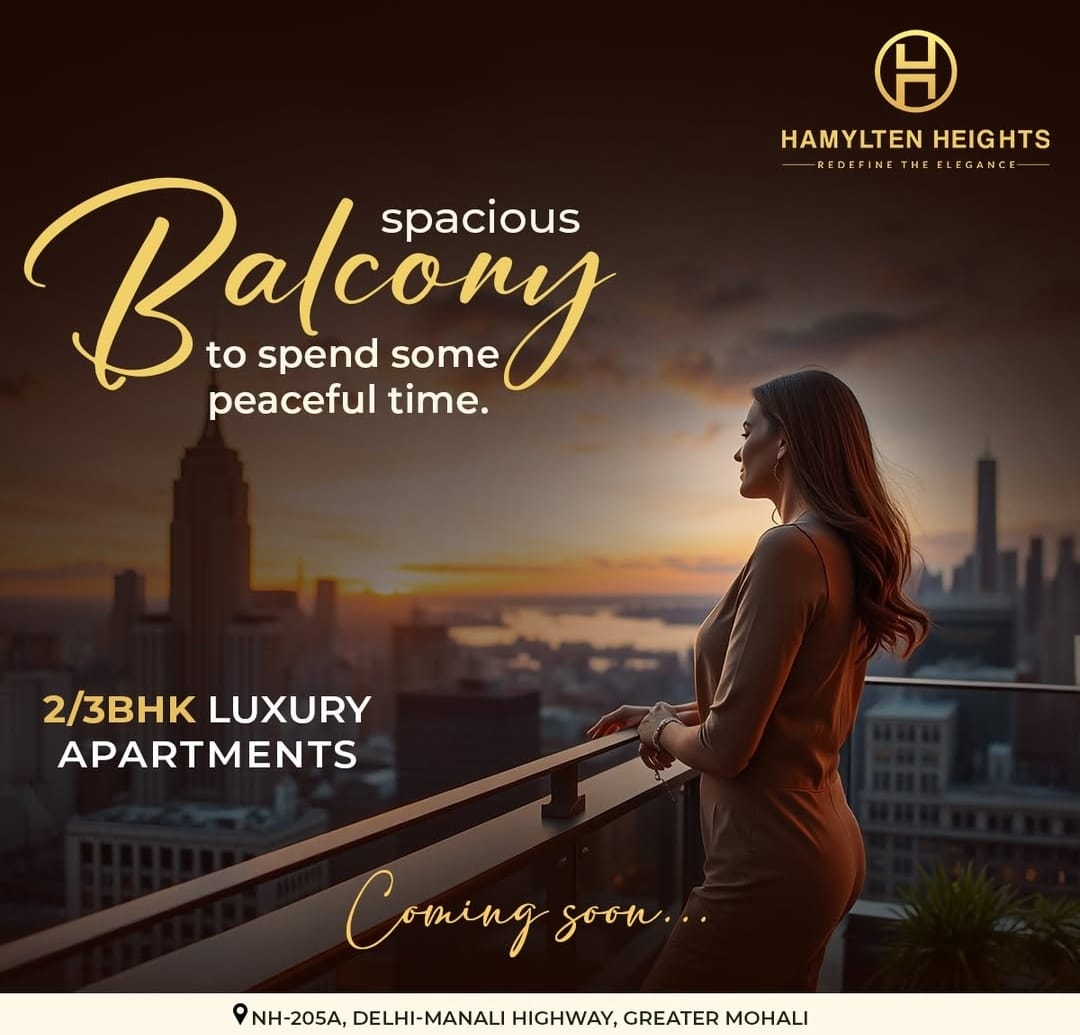 HAMYLTEN HEIGHTS
REDEFINE THE ELEGANCE
spacious
Balcony
to spend some
peaceful time.
2/3BHK LUXURY
APARTMENTS
Coming soon...
NH-205A, DELHI-MANALI HIGHWAY, GREATER MOHALI